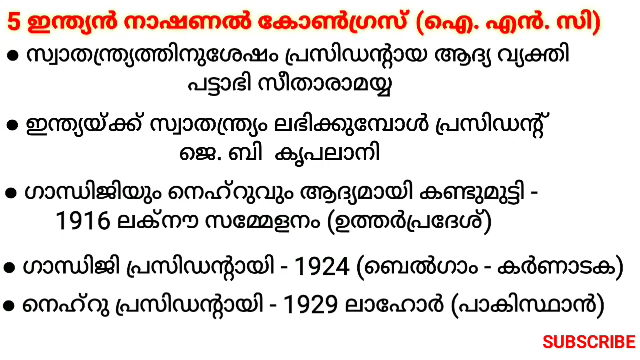 5 ഇന്ത്യൻ നാഷണൽ കോൺഗ്രസ് (ഐ. എൻ. സി)
● സ്വാതന്ത്ര്യത്തിനുശേഷം പ്രസിഡന്റായ ആദ്യ വ്യക്തി
പട്ടാഭി സീതാരാമയ്യ
● ഇന്ത്യയ്ക്ക് സ്വാതന്ത്ര്യം ലഭിക്കുമ്പോൾ പ്രസിഡന്റ്
ജെ. ബി കൃപലാനി
● ഗാന്ധിജിയും നെഹ്റുവും ആദ്യമായി കണ്ടുമുട്ടി -
1916 ലക്നൗ സമ്മേളനം (ഉത്തർപ്രദേശ്)
● ഗാന്ധിജി പ്രസിഡന്റായി - 1924 (ബെൽഗാം - കർണാടക)
● നെഹ്റു പ്രസിഡന്റായി - 1929 ലാഹോർ (പാകിസ്ഥാൻ)
SUBSCRIBE